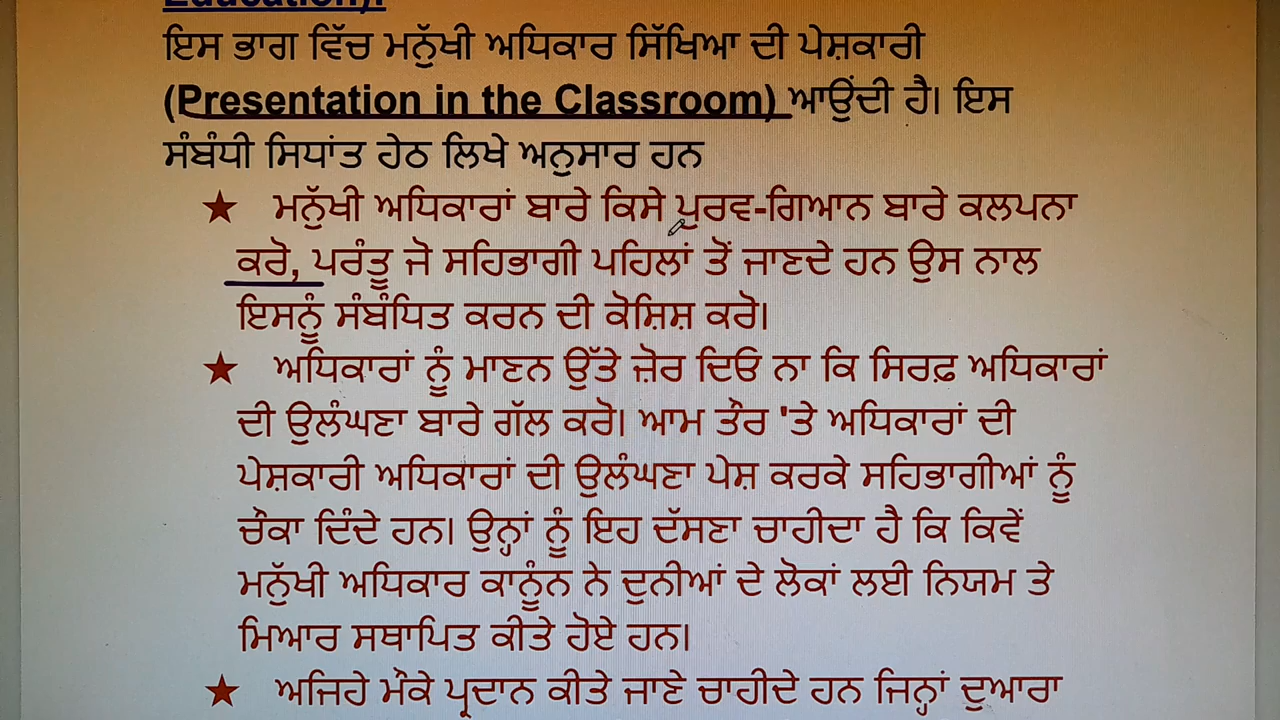 Education).
ਇਸ ਭਾਗ ਵਿੱਚ ਮਨੁੱਖੀ ਅਧਿਕਾਰ ਸਿੱਖਿਆ ਦੀ ਪੇਸ਼ਕਾਰੀ
(Presentation in the Classroom) ਆਉਂਦੀ ਹੈ। ਇਸ
ਸੰਬੰਧੀ ਸਿਧਾਂਤ ਹੇਠ ਲਿਖੇ ਅਨੁਸਾਰ ਹਨ
★ ਮਨੁੱਖੀ ਅਧਿਕਾਰਾਂ ਬਾਰੇ ਕਿਸੇ ਪੂਰਵ-ਗਿਆਨ ਬਾਰੇ ਕਲਪਨਾ
ਕਰੋ, ਪਰੰਤੂ ਜੋ ਸਹਿਭਾਗੀ ਪਹਿਲਾਂ ਤੋਂ ਜਾਣਦੇ ਹਨ ਉਸ ਨਾਲ
ਇਸਨੂੰ ਸੰਬੰਧਿਤ ਕਰਨ ਦੀ ਕੋਸ਼ਿਸ਼ ਕਰੋ।
★ ਅਧਿਕਾਰਾਂ ਨੂੰ ਮਾਣਨ ਉੱਤੇ ਜ਼ੋਰ ਦਿਓ ਨਾ ਕਿ ਸਿਰਫ਼ ਅਧਿਕਾਰਾਂ
ਦੀ ਉਲੰਘਣਾ ਬਾਰੇ ਗੱਲ ਕਰੋ। ਆਮ ਤੌਰ 'ਤੇ ਅਧਿਕਾਰਾਂ ਦੀ
ਪੇਸ਼ਕਾਰੀ ਅਧਿਕਾਰਾਂ ਦੀ ਉਲੰਘਣਾ ਪੇਸ਼ ਕਰਕੇ ਸਹਿਭਾਗੀਆਂ ਨੂੰ
ਚੌਕਾ ਦਿੰਦੇ ਹਨ। ਉਨ੍ਹਾਂ ਨੂੰ ਇਹ ਦੱਸਣਾ ਚਾਹੀਦਾ ਹੈ ਕਿ ਕਿਵੇਂ
ਮਨੁੱਖੀ ਅਧਿਕਾਰ ਕਾਨੂੰਨ ਨੇ ਦੁਨੀਆਂ ਦੇ ਲੋਕਾਂ ਲਈ ਨਿਯਮ ਤੇ
ਮਿਆਰ ਸਥਾਪਿਤ ਕੀਤੇ ਹੋਏ ਹਨ।
★ ਅਜਿਹੇ ਮੌਕੇ ਪ੍ਰਦਾਨ ਕੀਤੇ ਜਾਣੇ ਚਾਹੀਦੇ ਹਨ ਜਿਨ੍ਹਾਂ ਦੁਆਰਾ